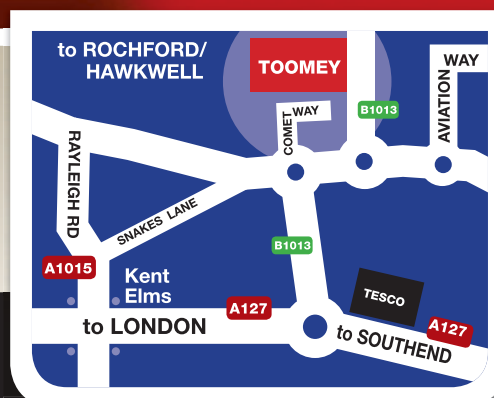 to ROCHFORD/
HAWKWELL
TOOMEY
WAY
COMET
B1013
WAY
AVIATION
RAYLEIGH RD
SNAKES LANE
B1013
A1015
Kent
Elms
A127
TESCO
to LONDON
to SOUTHEND
A127